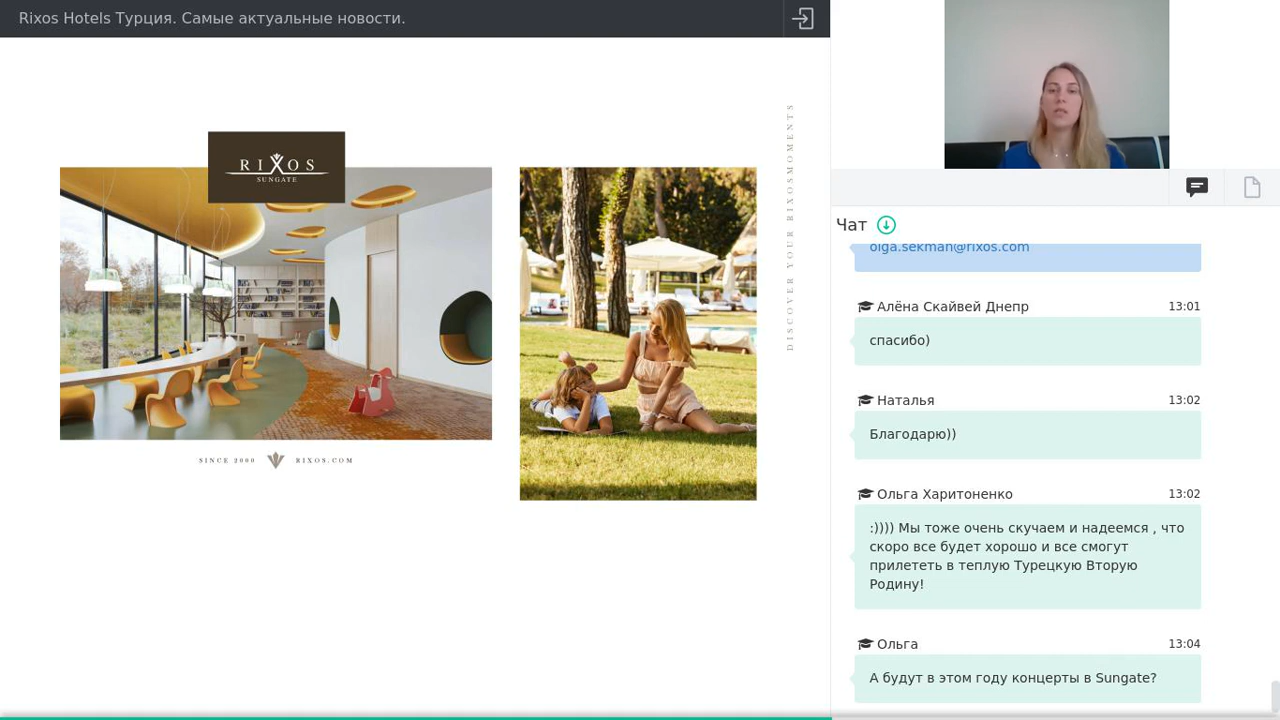 Rixos Hotels Турция. Самые актуальные новости.
RIXOS
SUNGATE
DISCOVER YOUR RIXOSMOMENTS
SINCE 2000
RIXOS.COM
Чат
olga.sekman@rixos.com
Алёна Скайвей Днепр
13:01
спасибо)
Наталья
13:02
Благодарю))
Ольга Харитоненко
13:02
:)))) Мы тоже очень скучаем и надеемся , что
скоро все будет хорошо и все смогут
прилететь в теплую Турецкую Вторую
Родину!
Ольга
13:04
А будут в этом году концерты в Sungate?